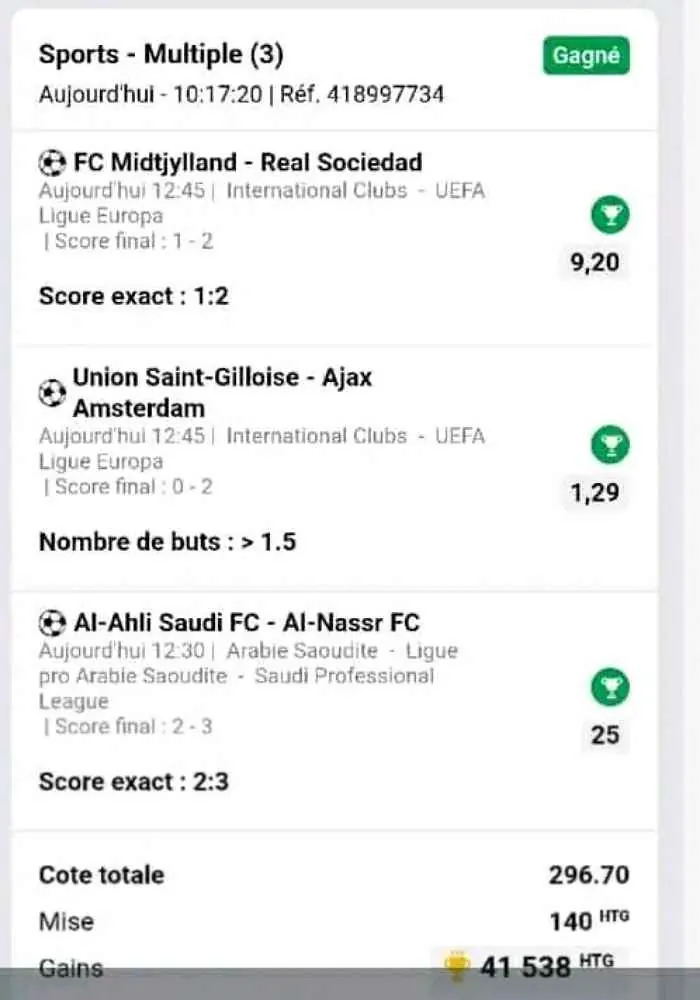 Sports - Multiple (3)
Gagné
Aujourd'hui - 10:17:20 | Réf. 418997734
FC Midtjylland - Real Sociedad
Aujourd'hui 12:45 | International Clubs - UEFA
Ligue Europa
| Score final : 1 - 2
9,20
Score exact : 1:2
Union Saint-Gilloise - Ajax
Amsterdam
Aujourd'hui 12:45 | International Clubs - UEFA
Ligue Europa
| Score final : 0 - 2
1,29
Nombre de buts : > 1.5
Al-Ahli Saudi FC - Al-Nassr FC
Aujourd'hui 12:30 | Arabie Saoudite - Ligue
pro Arabie Saoudite - Saudi Professional
League
| Score final : 2 - 3
25
Score exact : 2:3
Cote totale 296.70
Mise 140 HTG
Gains 41 538 HTG